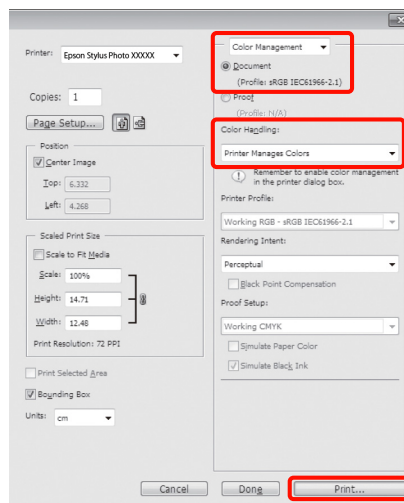 Printer: Epson Stylus Photo XXXXX
Copies: 1
Page Setup...
Position
Center Image
Top: 6.332
Left: 4.268
Scaled Print Size
Scale to Fit Media
Scale: 100%
Height: 14.71
Width: 12.48
Print Resolution: 72 PPI
Print Selected Area
Bounding Box
Units: cm
Color Management
Document
(Profile: sRGB IEC61966-2.1)
Proof
(Profile: N/A)
Color Handling:
Printer Manages Colors
Remember to enable color management
in the printer dialog box.
Printer Profile:
Working RGB - sRGB IEC61966-2.1
Rendering Intent:
Perceptual
Black Point Compensation
Proof Setup:
Working CMYK
Simulate Paper Color
Simulate Black Ink
Cancel
Done
Print...